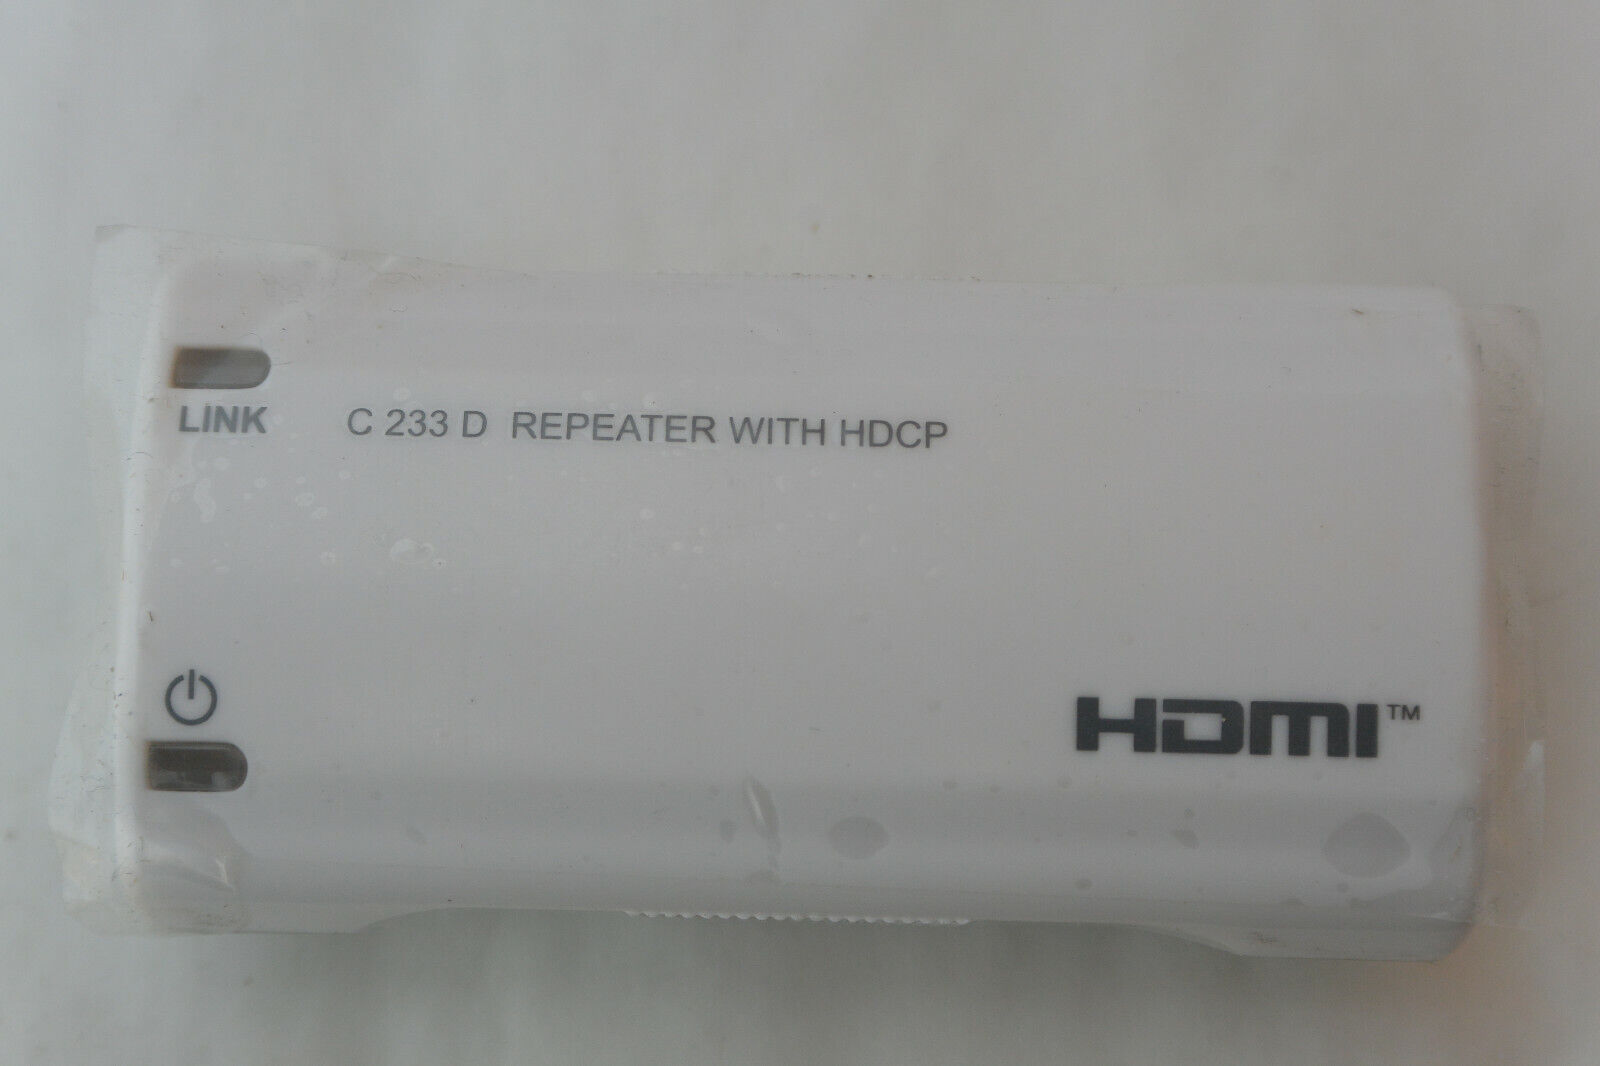 LINK
C 233 D REPEATER WITH HDCP
HDMI™